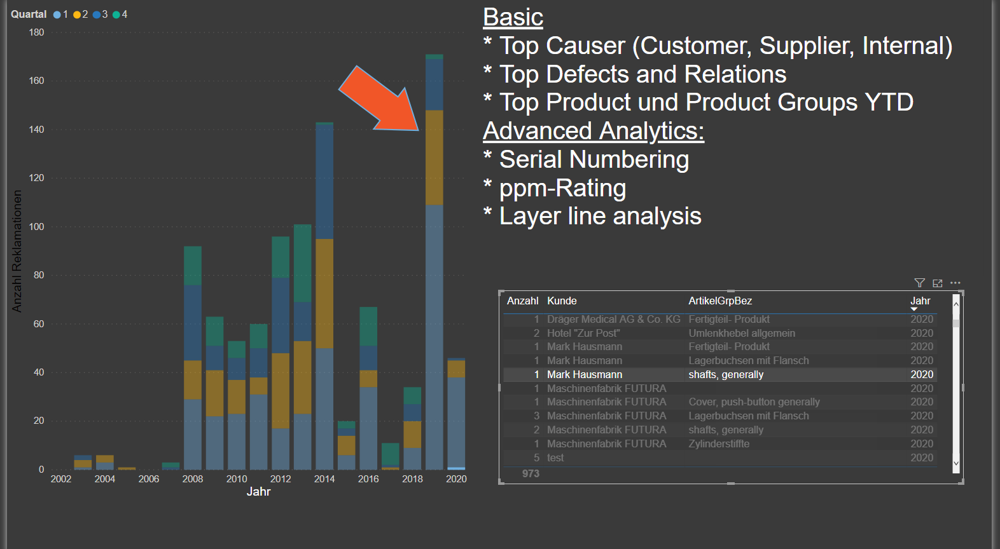 Quartal 1 2 3 4
180
160
140
120
100
80
60
40
20
0
Anzahl Reklamationen
2002 2004 2006 2008 2010 2012 2014 2016 2018 2020
Jahr
Basic
* Top Causer (Customer, Supplier, Internal)
* Top Defects and Relations
* Top Product und Product Groups YTD
Advanced Analytics:
* Serial Numbering
* ppm-Rating
* Layer line analysis
Anzahl Kunde ArtikelGrpBez Jahr
1 Dräger Medical AG & Co. KG Fertigteil- Produkt 2020
2 Hotel "Zur Post" Umlenkhebel allgemein 2020
1 Mark Hausmann Fertigteil- Produkt 2020
1 Mark Hausmann Lagerbuchsen mit Flansch 2020
1 Mark Hausmann shafts, generally 2020
1 Maschinenfabrik FUTURA 2020
1 Maschinenfabrik FUTURA Cover, push-button generally 2020
3 Maschinenfabrik FUTURA Lagerbuchsen mit Flansch 2020
2 Maschinenfabrik FUTURA shafts, generally 2020
1 Maschinenfabrik FUTURA Zylinderstiffte 2020
5 test 2020
973